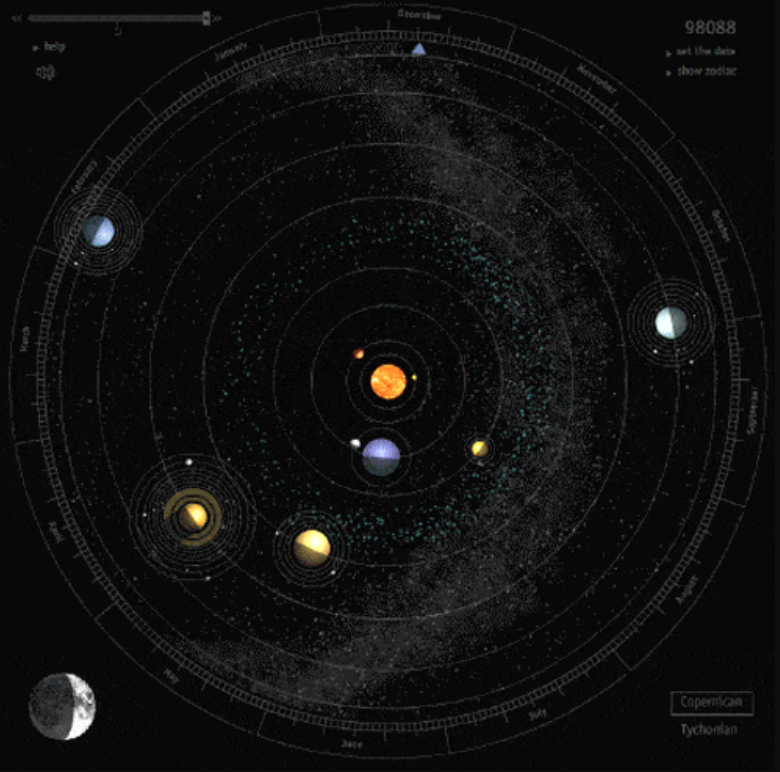 December
98088
help
set the date
show zodiac
January
November
February
October
March
September
April
August
May
July
June
Copernican
Tychonian